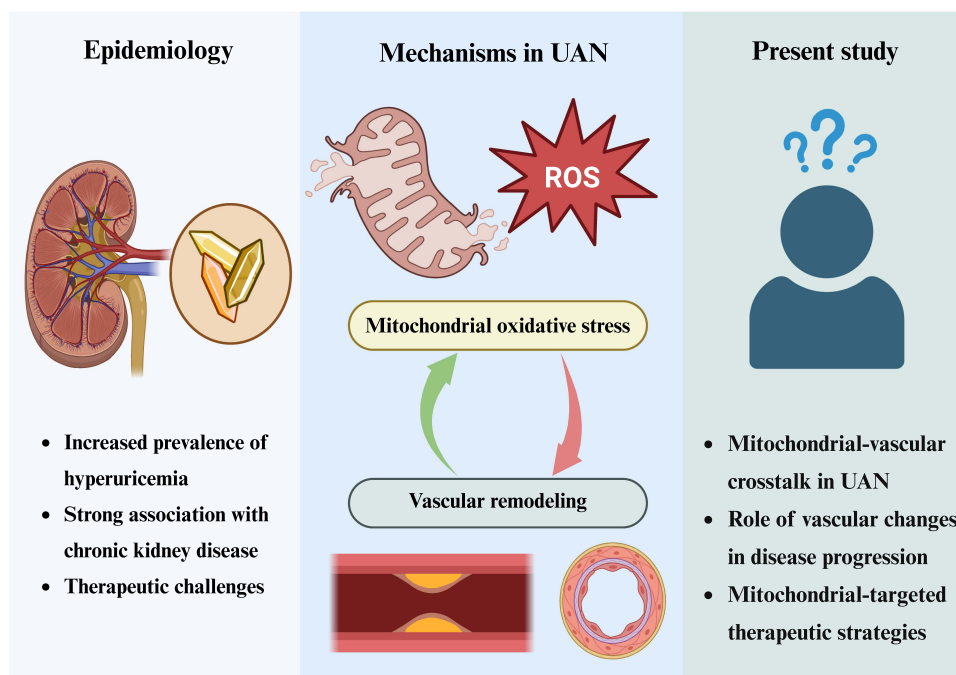 Epidemiology
• Increased prevalence of
hyperuricemia
• Strong association with
chronic kidney disease
• Therapeutic challenges
Mechanisms in UAN
ROS
Mitochondrial oxidative stress
Vascular remodeling
Present study
???
• Mitochondrial-vascular
crosstalk in UAN
• Role of vascular changes
in disease progression
• Mitochondrial-targeted
therapeutic strategies